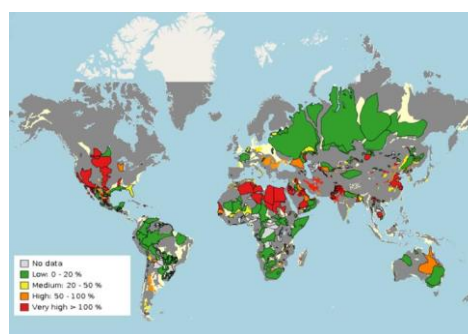 No data
Low: 0 - 20 %
Medium: 20 - 50 %
High: 50 - 100 %
Very high > 100 %